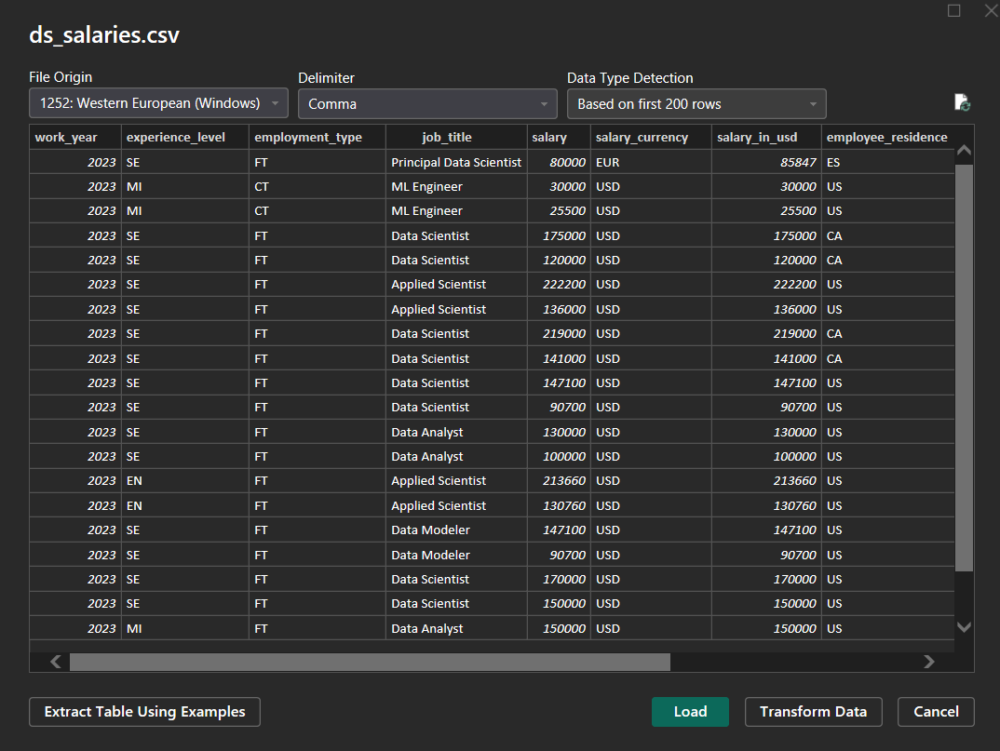 ds_salaries.csv
File Origin Delimiter Data Type Detection
1252: Western European (Windows) Comma Based on first 200 rows
work_year experience_level employment_type job_title salary salary_currency salary_in_usd employee_residence
2023 SE FT Principal Data Scientist 80000 EUR 85847 ES
2023 MI CT ML Engineer 30000 USD 30000 US
2023 MI CT ML Engineer 25500 USD 25500 US
2023 SE FT Data Scientist 175000 USD 175000 CA
2023 SE FT Data Scientist 120000 USD 120000 CA
2023 SE FT Applied Scientist 222200 USD 222200 US
2023 SE FT Applied Scientist 136000 USD 136000 US
2023 SE FT Data Scientist 219000 USD 219000 CA
2023 SE FT Data Scientist 141000 USD 141000 CA
2023 SE FT Data Scientist 147100 USD 147100 US
2023 SE FT Data Scientist 90700 USD 90700 US
2023 SE FT Data Analyst 130000 USD 130000 US
2023 SE FT Data Analyst 100000 USD 100000 US
2023 EN FT Applied Scientist 213660 USD 213660 US
2023 EN FT Applied Scientist 130760 USD 130760 US
2023 SE FT Data Modeler 147100 USD 147100 US
2023 SE FT Data Modeler 90700 USD 90700 US
2023 SE FT Data Scientist 170000 USD 170000 US
2023 SE FT Data Scientist 150000 USD 150000 US
2023 MI FT Data Analyst 150000 USD 150000 US
Extract Table Using Examples Load Transform Data Cancel